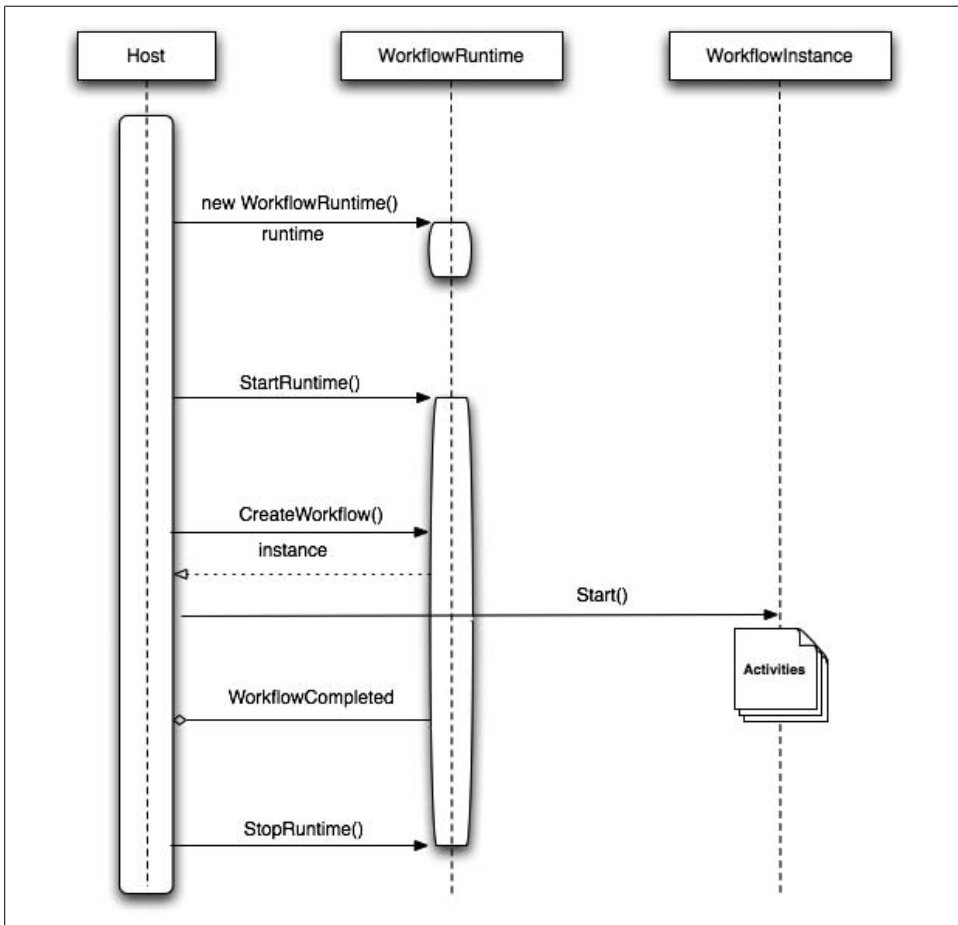 Host
WorkflowRuntime
WorkflowInstance
new WorkflowRuntime()
runtime
StartRuntime()
CreateWorkflow()
instance
Start()
Activities
WorkflowCompleted
StopRuntime()